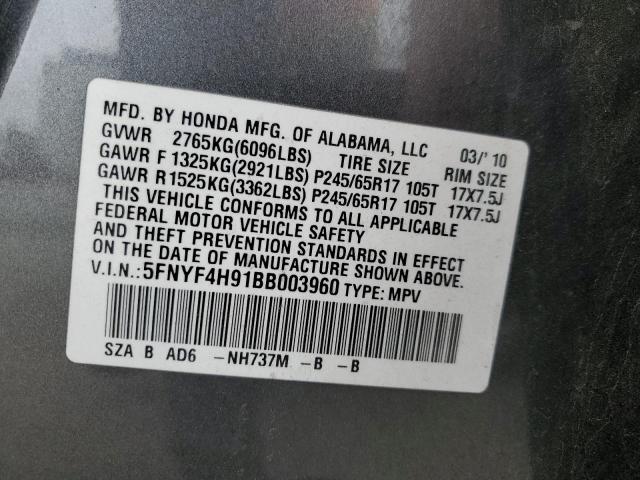 MFD. BY HONDA MFG. OF ALABAMA, LLC 03/'10
GVWR 2765KG(6096LBS) TIRE SIZE RIM SIZE
GAWR F 1325KG(2921LBS) P245/65R17 105T 17X7.5J
GAWR R 1525KG(3362LBS) P245/65R17 105T 17X7.5J
THIS VEHICLE CONFORMS TO ALL APPLICABLE
FEDERAL MOTOR VEHICLE SAFETY
AND THEFT PREVENTION STANDARDS IN EFFECT
ON THE DATE OF MANUFACTURE SHOWN ABOVE.
V.I.N.:5FNYF4H91BB003960 TYPE: MPV
SZA B AD6 -NH737M -B -B